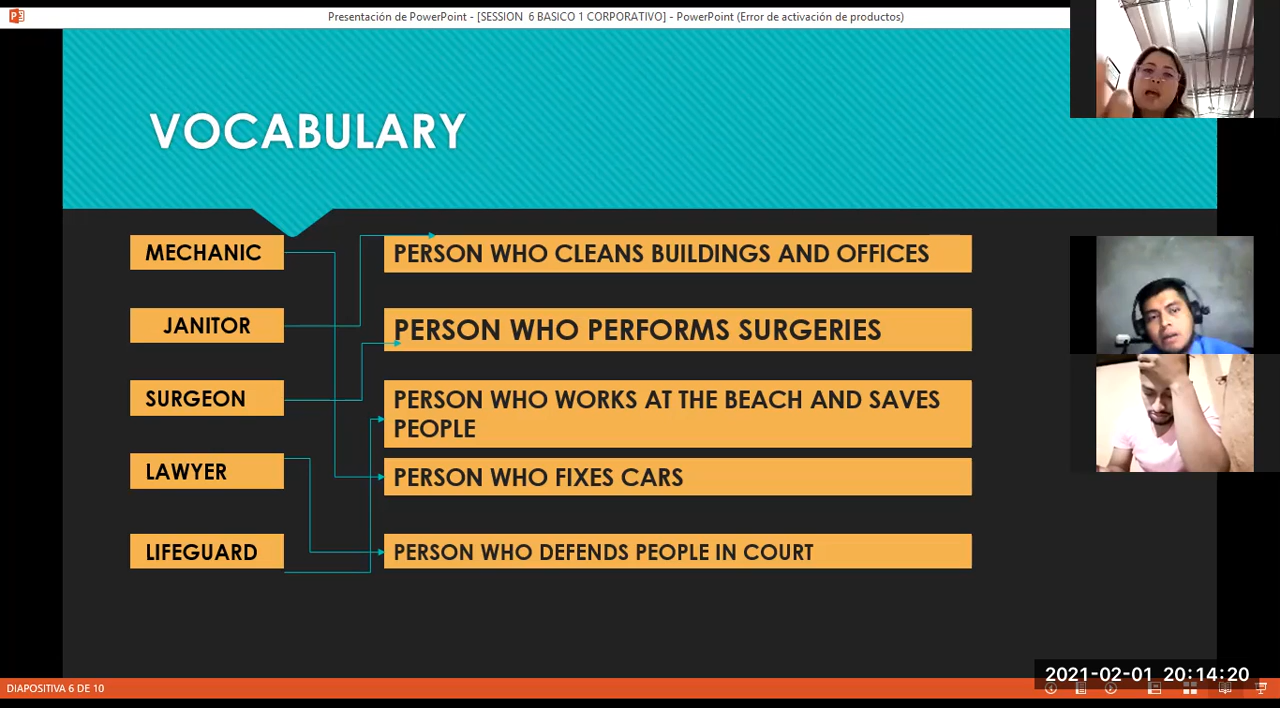 Presentación de PowerPoint - [SESSION  6 BASICO 1 CORPORATIVO] - PowerPoint (Error de activación de productos)
VOCABULARY
MECHANIC
PERSON WHO CLEANS BUILDINGS AND OFFICES
JANITOR
PERSON WHO PERFORMS SURGERIES
SURGEON
PERSON WHO WORKS AT THE BEACH AND SAVES
PEOPLE
LAWYER
PERSON WHO FIXES CARS
LIFEGUARD
PERSON WHO DEFENDS PEOPLE IN COURT
2021-02-01 20:14:20
DIAPOSITIVA 6 DE 10